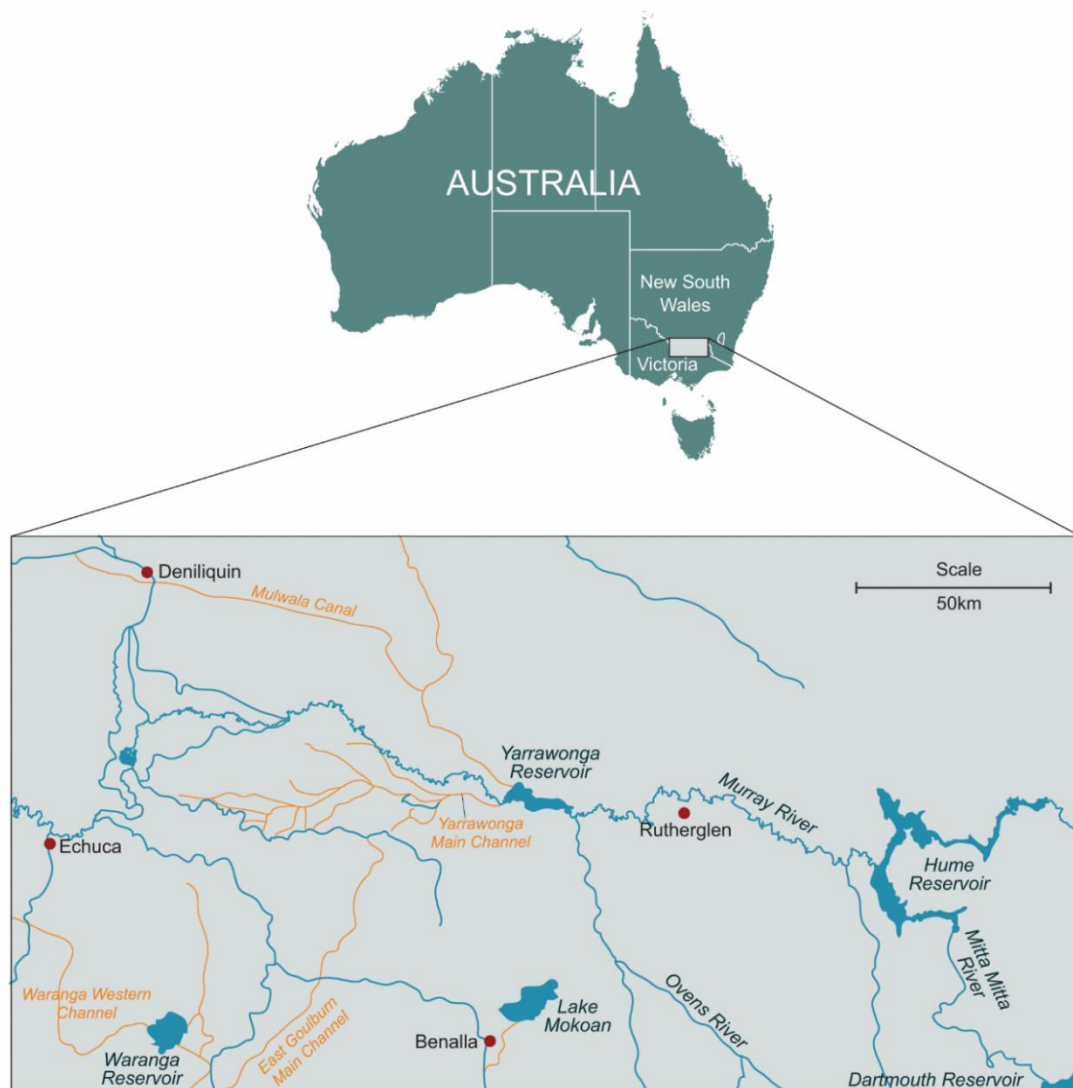 AUSTRALIA
New South
Wales
Victoria
Deniliquin
Mulwala Canal
Scale
50km
Yarrawonga
Reservoir
Murray River
Rutherglen
Yarrawonga
Main Channel
Echuca
Hume
Reservoir
Mitta Mitta
River
Waranga Western
Channel
Lake
Mokoan
Ovens River
East Goulburn
Main Channel
Benalla
Waranga
Reservoir
Dartmouth Reservoir